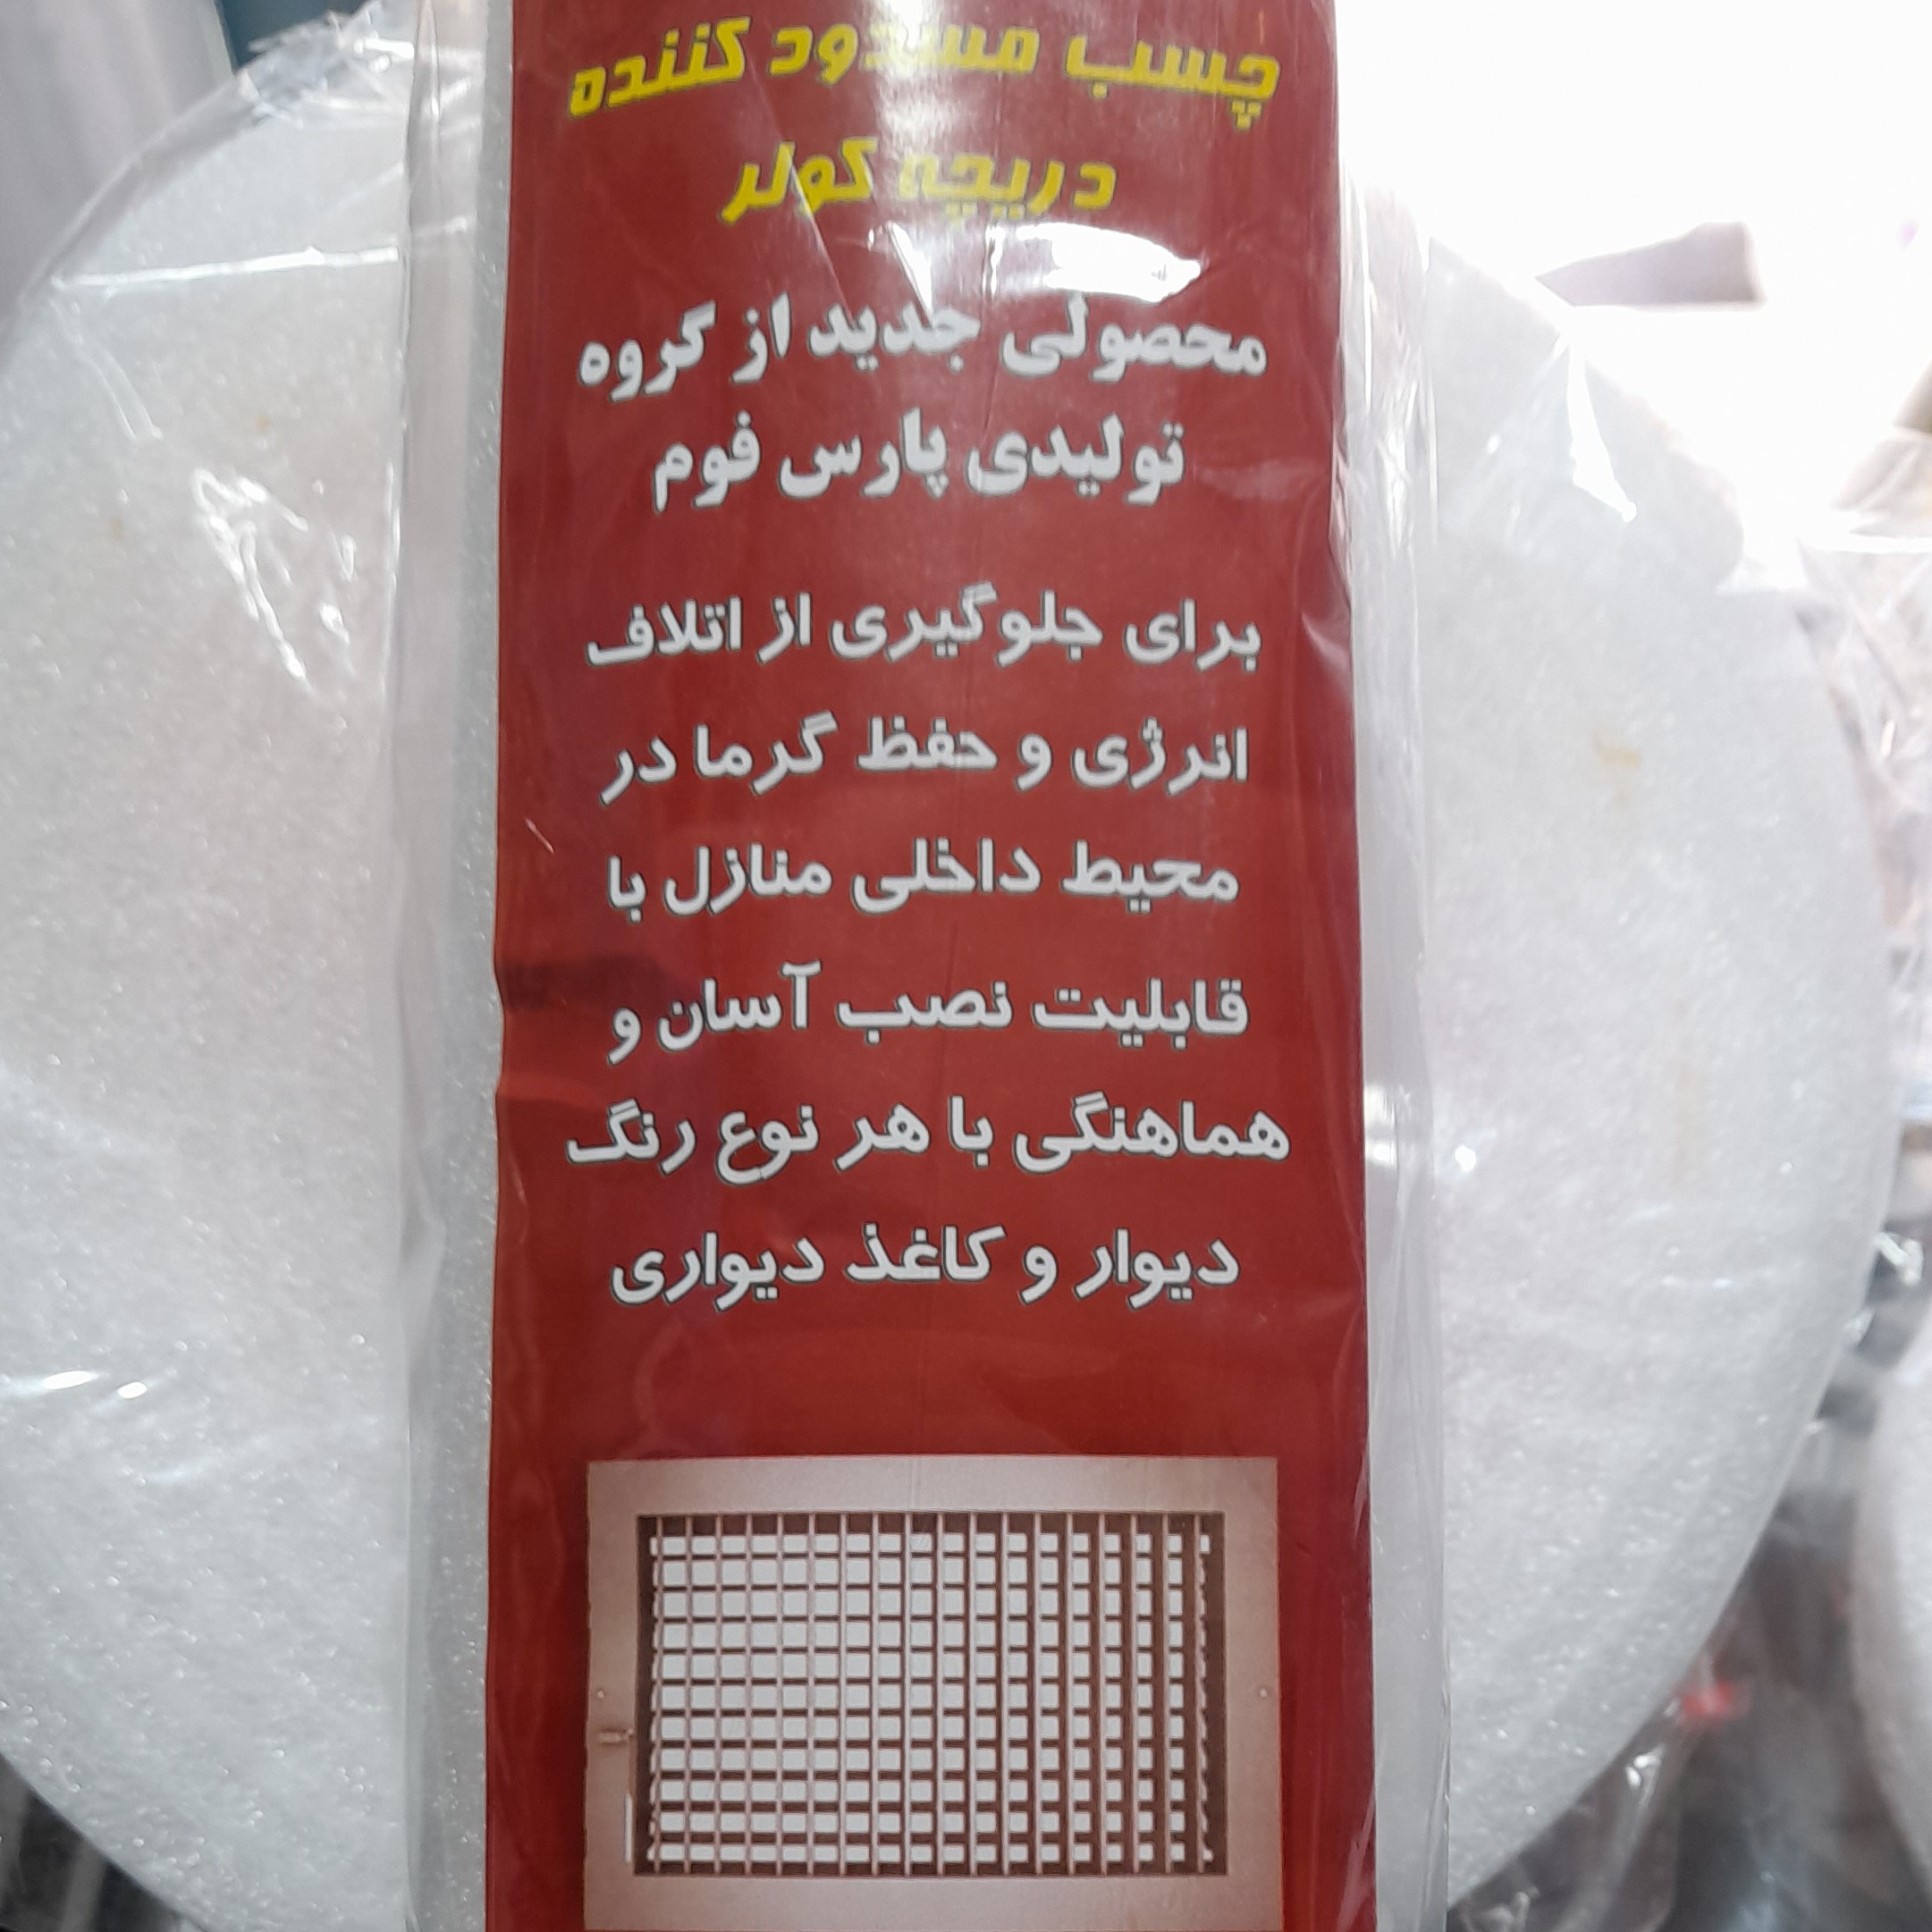 چسب مسدود کننده
دریچه کولر
محصولی جدید از گروه
تولیدی پارس فوم
برای جلوگیری از اتلاف
انرژی و حفظ گرما در
محیط داخلی منازل با
قابلیت نصب آسان و
هماهنگی با هر نوع رنگ
دیوار و کاغذ دیواری